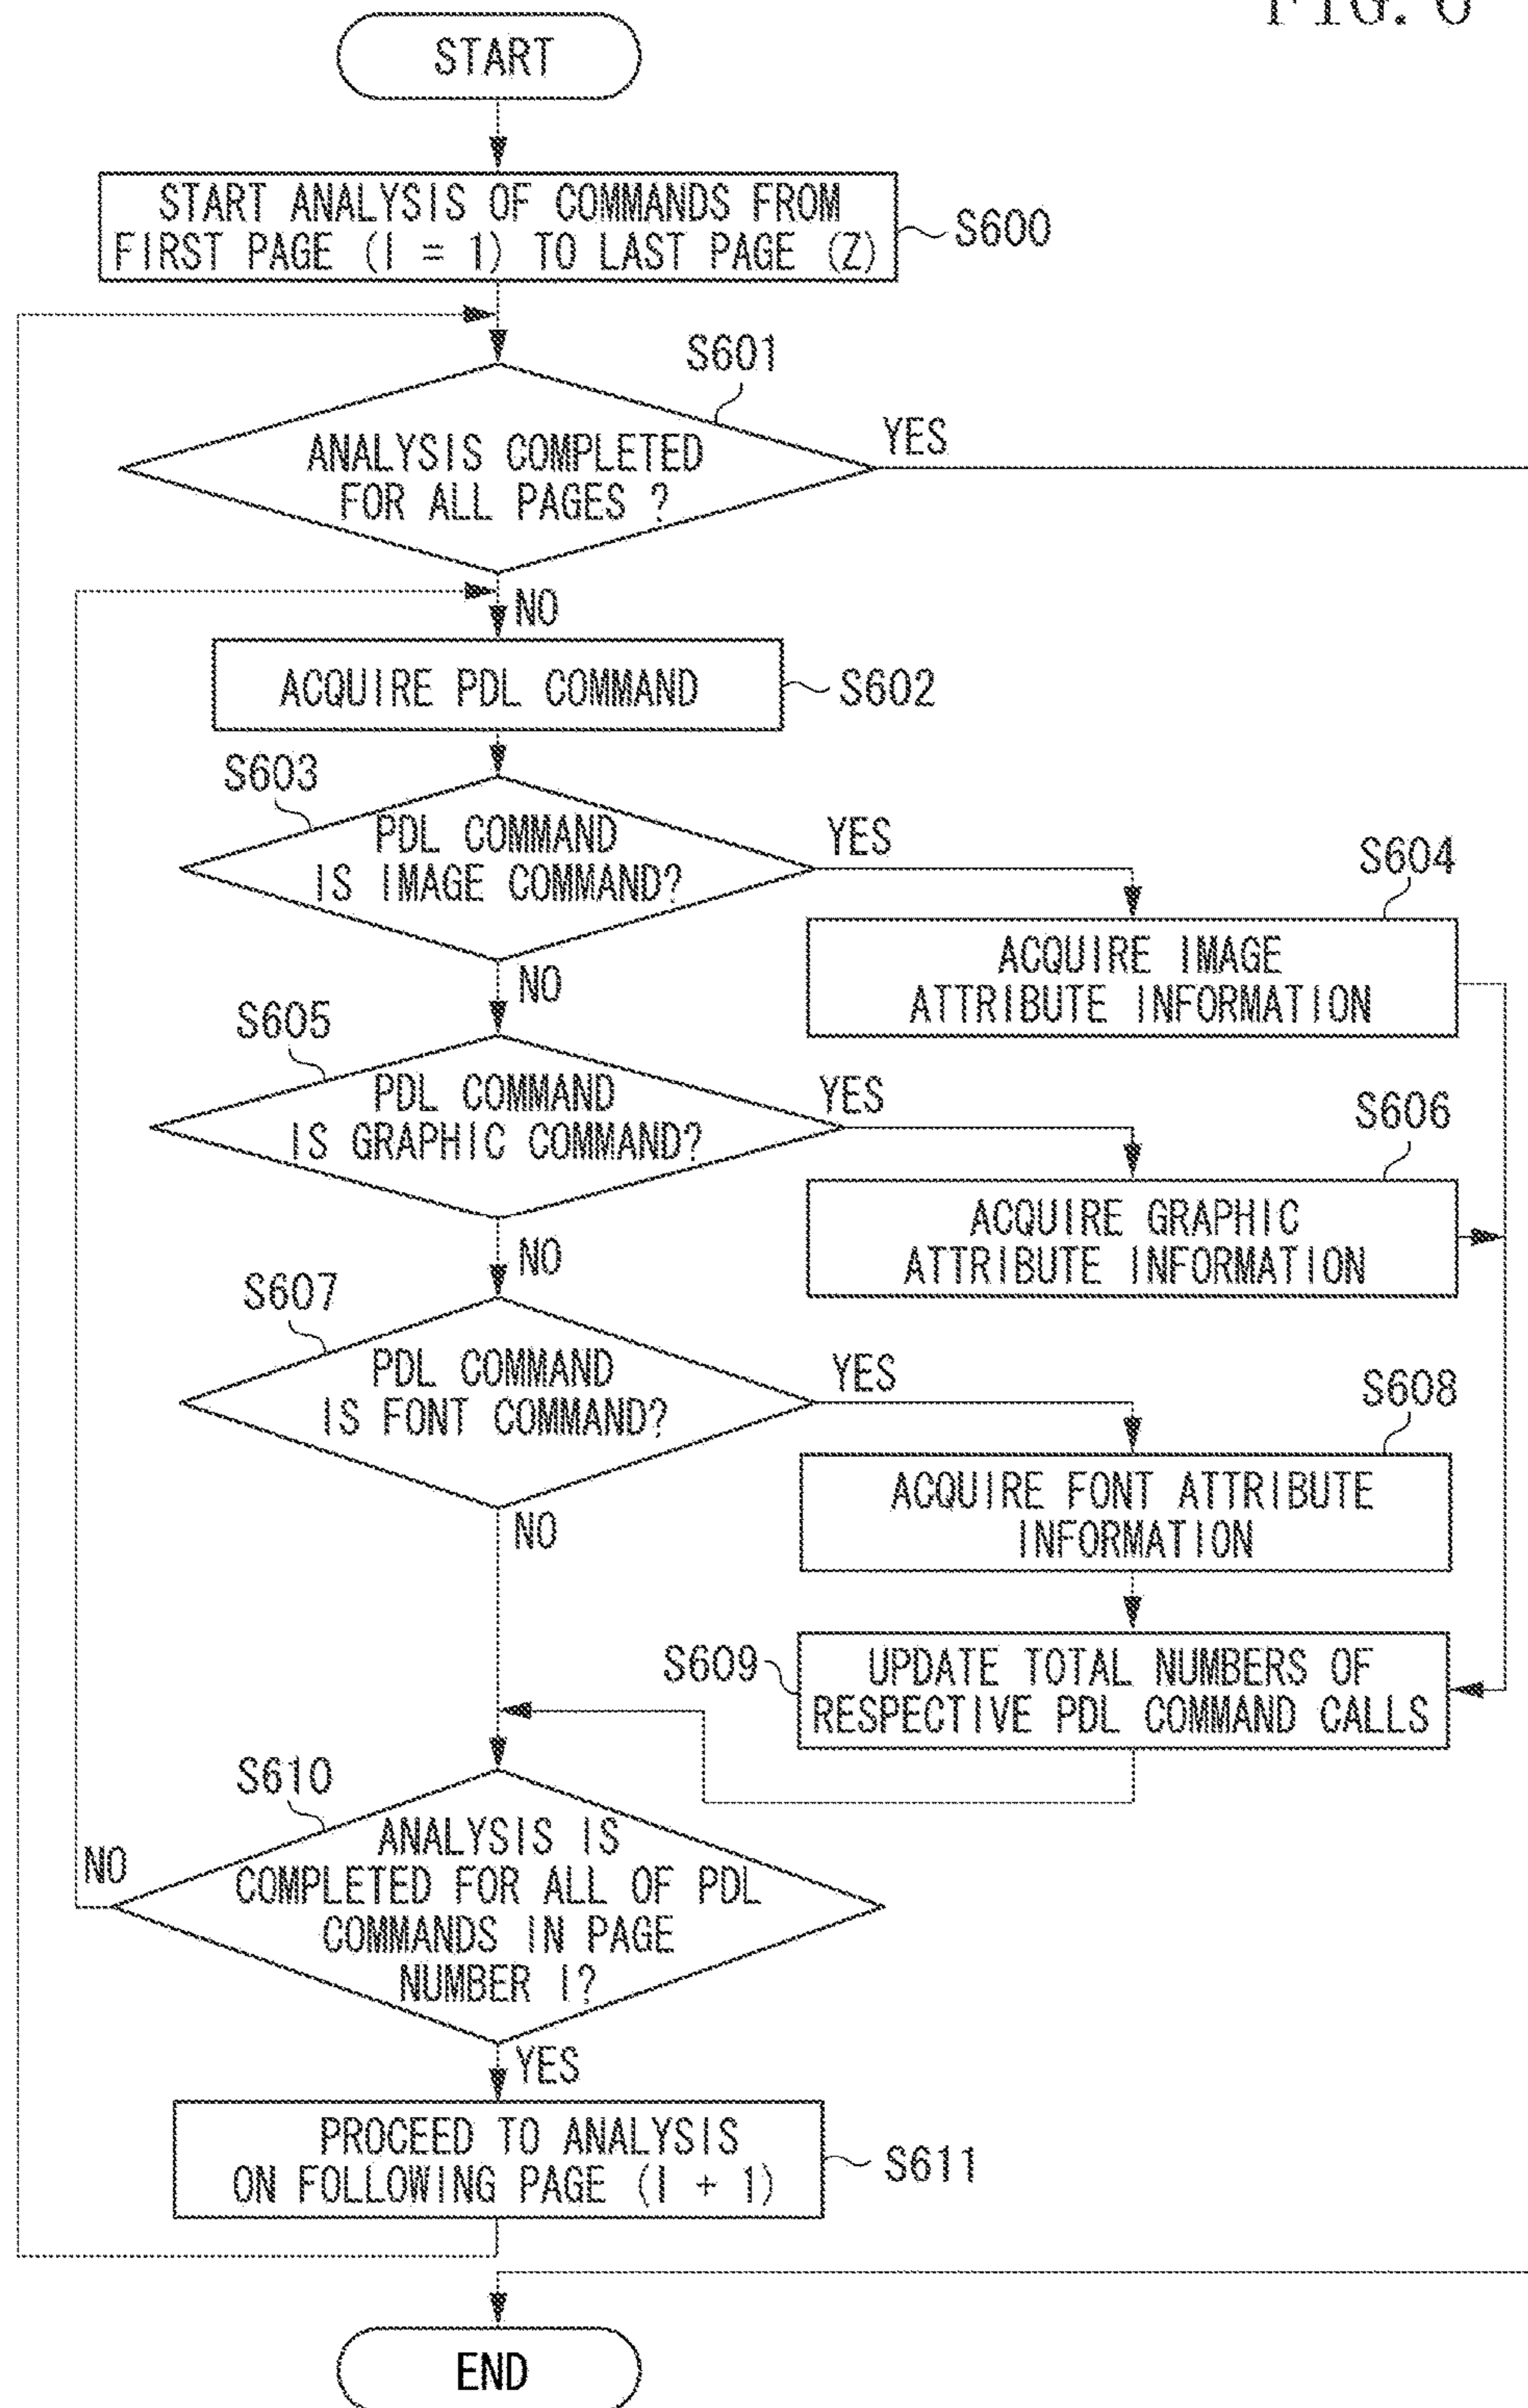 FIG. 6
START
START ANALYSIS OF COMMANDS FROM
FIRST PAGE (I = 1) TO LAST PAGE (Z)
S600
S601
ANALYSIS COMPLETED
FOR ALL PAGES ?
YES
NO
ACQUIRE PDL COMMAND
S602
S603
PDL COMMAND
IS IMAGE COMMAND?
YES
S604
ACQUIRE IMAGE
ATTRIBUTE INFORMATION
NO
S605
PDL COMMAND
IS GRAPHIC COMMAND?
YES
S606
ACQUIRE GRAPHIC
ATTRIBUTE INFORMATION
NO
S607
PDL COMMAND
IS FONT COMMAND?
YES
S608
ACQUIRE FONT ATTRIBUTE
INFORMATION
NO
S609
UPDATE TOTAL NUMBERS OF
RESPECTIVE PDL COMMAND CALLS
S610
ANALYSIS IS
COMPLETED FOR ALL OF PDL
COMMANDS IN PAGE
NUMBER I?
NO
YES
PROCEED TO ANALYSIS
ON FOLLOWING PAGE (I + 1)
S611
END